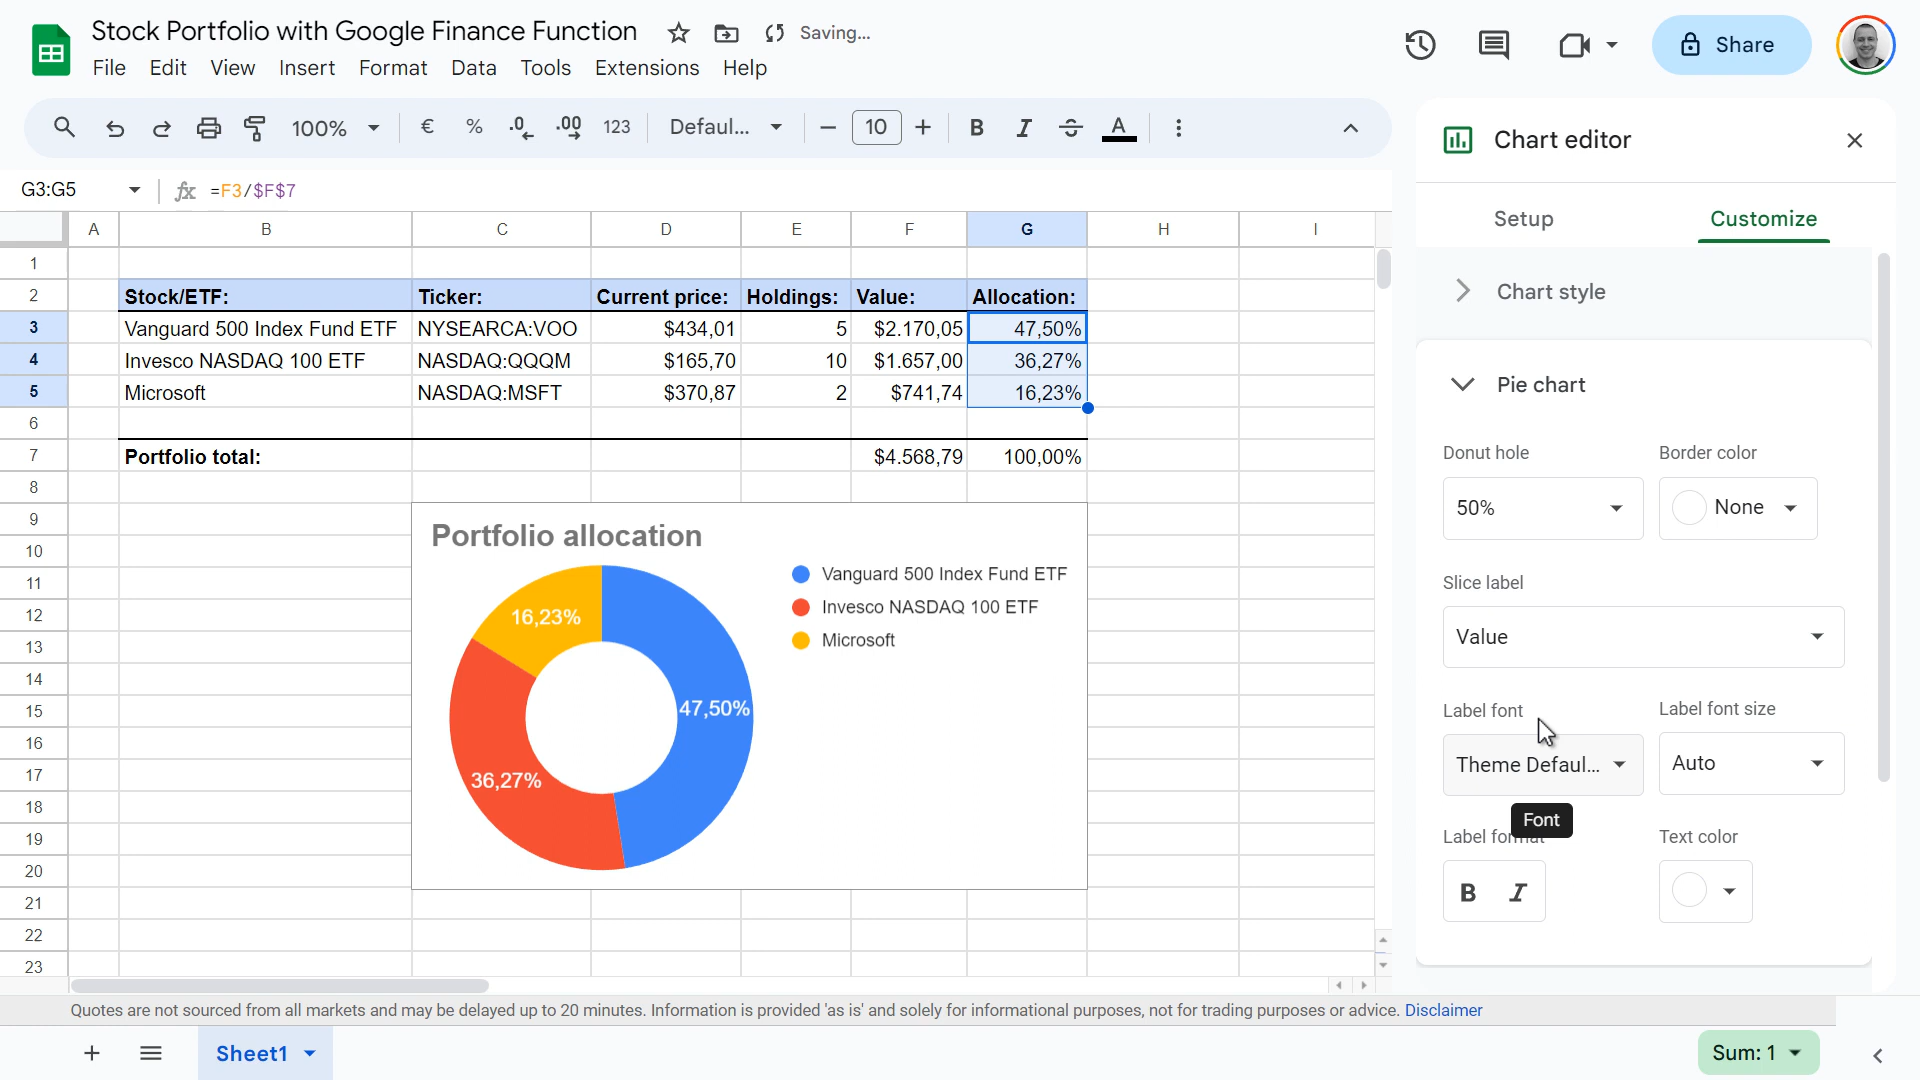 Stock Portfolio with Google Finance Function Saving...
File Edit View Insert Format Data Tools Extensions Help
Share
100% € % .0 .00 123 Defaul... − 10 + B I S A
G3:G5 fx =F3/$F$7
A B C D E F G H I
1
2 Stock/ETF: Ticker: Current price: Holdings: Value: Allocation:
3 Vanguard 500 Index Fund ETF NYSEARCA:VOO $434,01 5 $2.170,05 47,50%
4 Invesco NASDAQ 100 ETF NASDAQ:QQQM $165,70 10 $1.657,00 36,27%
5 Microsoft NASDAQ:MSFT $370,87 2 $741,74 16,23%
6
7 Portfolio total: $4.568,79 100,00%
8
9
10
11
12
13
14
15
16
17
18
19
20
21
22
23
Portfolio allocation
Vanguard 500 Index Fund ETF
Invesco NASDAQ 100 ETF
Microsoft
16,23%
47,50%
36,27%
Chart editor
Setup Customize
Chart style
Pie chart
Donut hole Border color
50% None
Slice label
Value
Label font Label font size
Theme Defaul... Auto
Font
Label format Text color
B I
Quotes are not sourced from all markets and may be delayed up to 20 minutes. Information is provided 'as is' and solely for informational purposes, not for trading purposes or advice. Disclaimer
+ Sheet1 Sum: 1